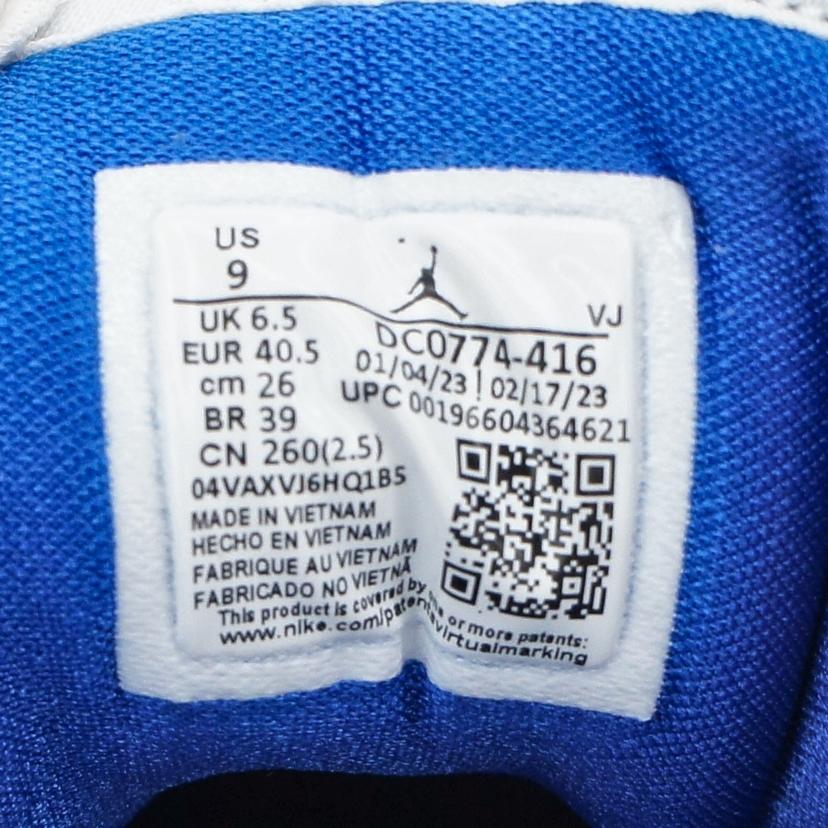 US
9
VJ
UK 6.5
EUR 40.5
cm 26
BR 39
CN 260(2.5)
04VAXVJ6HQ1B5
DC0774-416
01/04/23 | 02/17/23
UPC 00196604364621
MADE IN VIETNAM
HECHO EN VIETNAM
FABRIQUE AU VIETNAM
FABRICADO NO VIETNÃ
This product is covered by one or more patents:
www.nike.com/patentsvirtualmarking